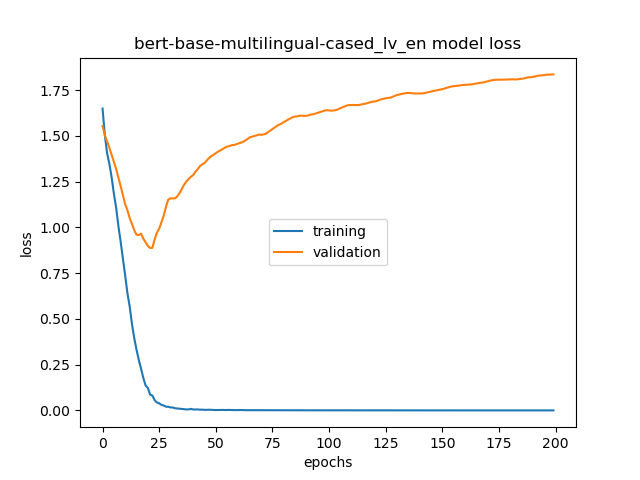 bert-base-multilingual-cased_lv_en model loss
loss
1.75
1.50
1.25
1.00
0.75
0.50
0.25
0.00
training
validation
0 25 50 75 100 125 150 175 200
epochs